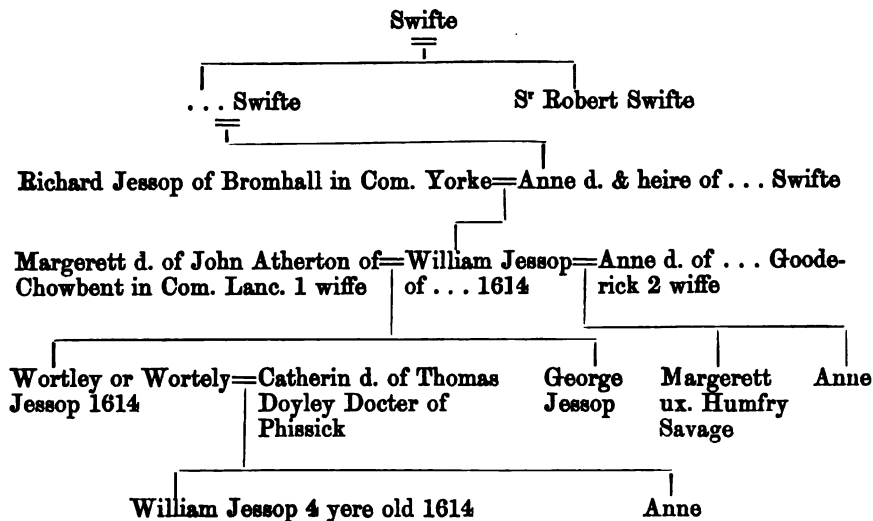 Swifte
. . . Swifte
Sʳ Robert Swifte
Richard Jessop of Bromhall in Com. Yorke=Anne d. & heire of . . . Swifte
Margerett d. of John Atherton of=William Jessop=Anne d. of . . . Goode-
Chowbent in Com. Lanc. 1 wiffe
of . . . 1614
rick 2 wiffe
Wortley or Wortely=Catherin d. of Thomas
Jessop 1614
Doyley Docter of
Phissick
George
Jessop
Margerett
ux. Humfry
Savage
Anne
William Jessop 4 yere old 1614
Anne